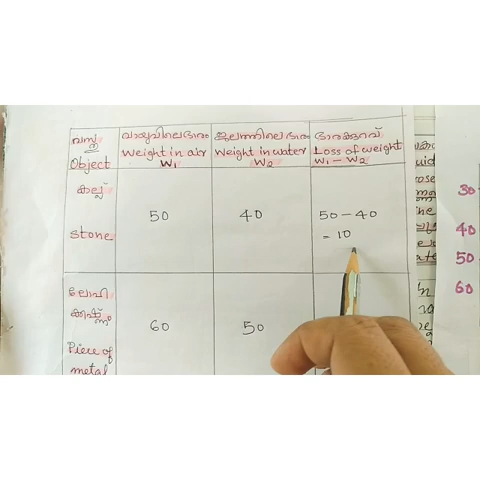 വസ്തു
Object
വായുവിലെ ഭാരം
Weight in air
W₁
ജലത്തിലെ ഭാരം
Weight in water
W₂
ഭാരക്കുറവ്
Loss of weight
W₁ - W₂
കല്ല്
Stone
50
40
50 - 40
= 10
ലോഹ
കഷ്ണം
Piece of
metal
60
50
30
40
50
60